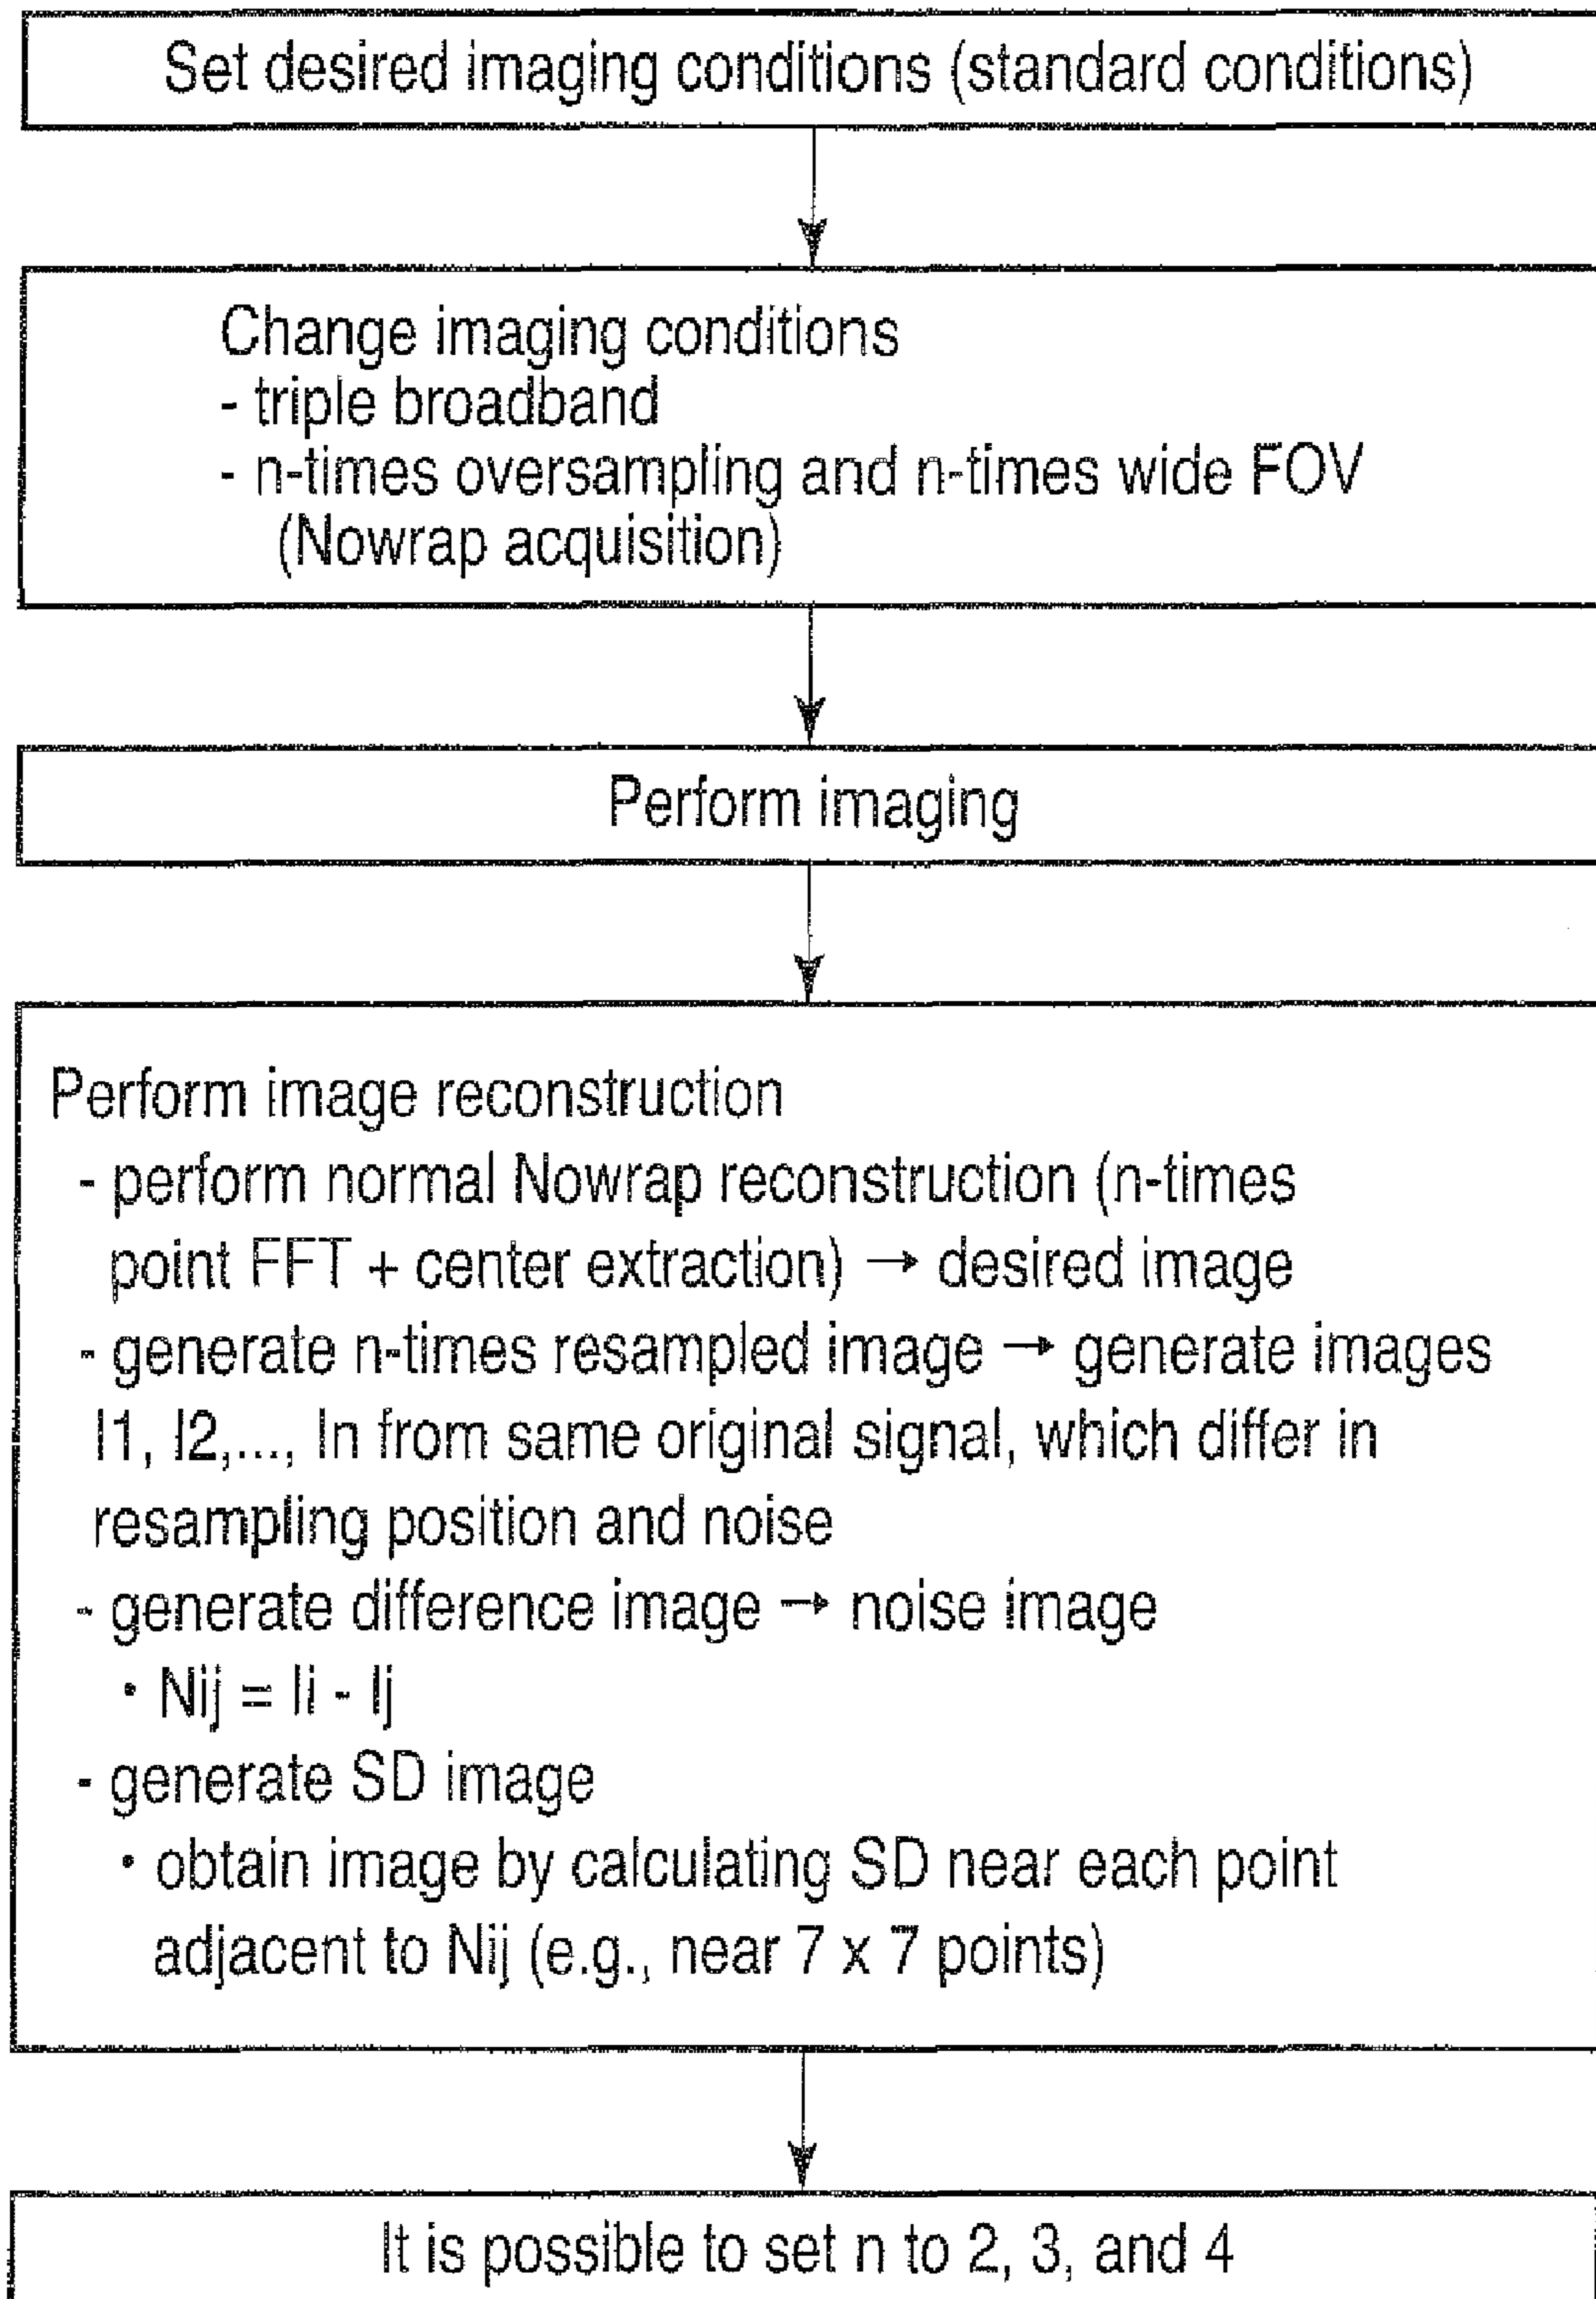 Set desired imaging conditions (standard conditions)
Change imaging conditions
- triple broadband
- n-times oversampling and n-times wide FOV
(Nowrap acquisition)
Perform imaging
Perform image reconstruction
- perform normal Nowrap reconstruction (n-times
point FFT + center extraction) → desired image
- generate n-times resampled image → generate images
I1, I2,..., In from same original signal, which differ in
resampling position and noise
- generate difference image → noise image
• Nij = Ii - Ij
- generate SD image
• obtain image by calculating SD near each point
adjacent to Nij (e.g., near 7 x 7 points)
It is possible to set n to 2, 3, and 4